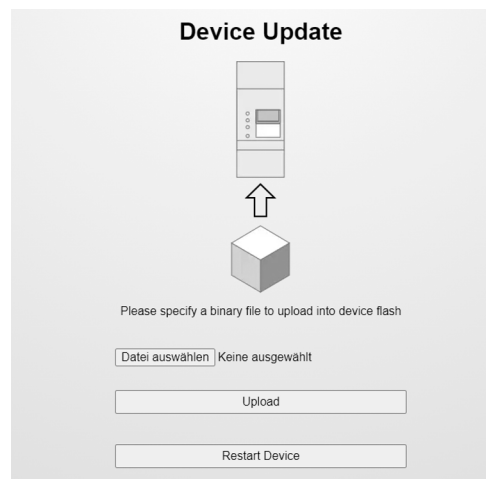 Device Update
Please specify a binary file to upload into device flash
Datei auswählen Keine ausgewählt
Upload
Restart Device